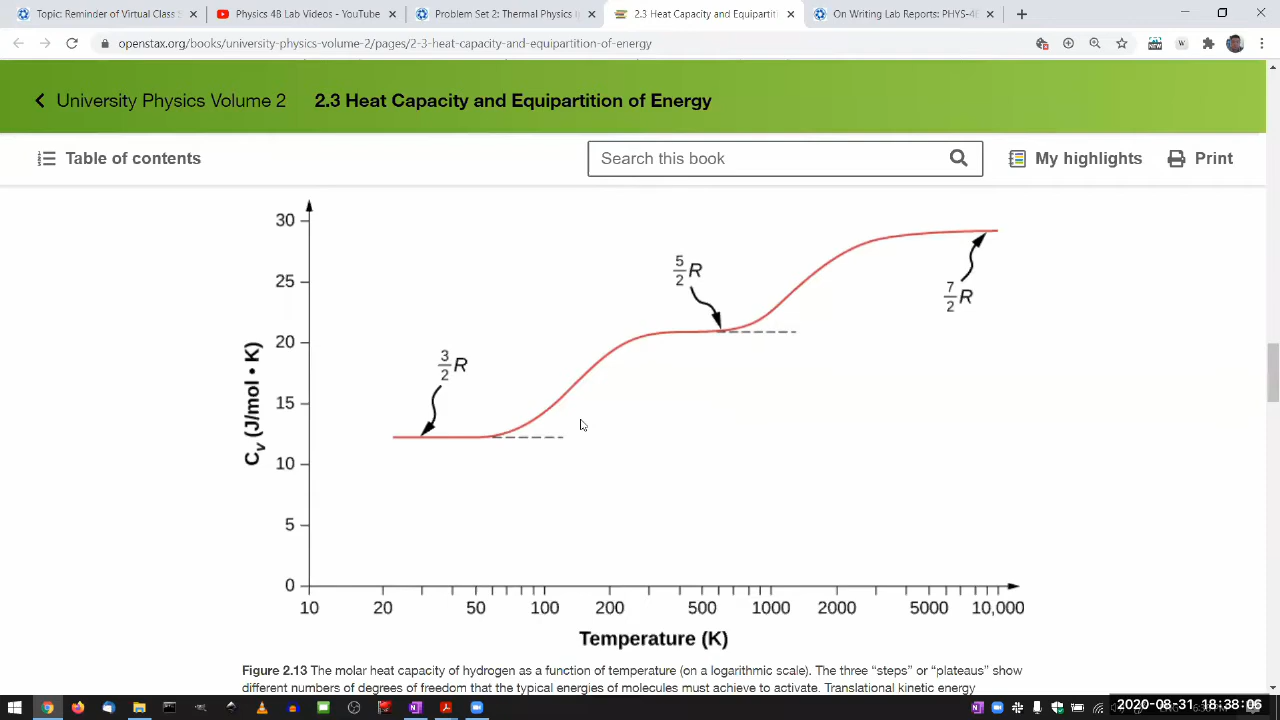 Topic: Reminder of Virtual Class
Physics 4B Lab Videos - YouTube
Problem Set 2: Thermal Physics
2.3 Heat Capacity and Equipartiti
On Writing Lab Reports: PHYS-4B
openstax.org/books/university-physics-volume-2/pages/2-3-heat-capacity-and-equipartition-of-energy
NEW
W
University Physics Volume 2 2.3 Heat Capacity and Equipartition of Energy
Table of contents
Search this book
My highlights
Print
30
25
20
15
10
5
0
C_V (J/mol • K)
3/2 R
5/2 R
7/2 R
10 20 50 100 200 500 1000 2000 5000 10,000
Temperature (K)
Figure 2.13 The molar heat capacity of hydrogen as a function of temperature (on a logarithmic scale). The three “steps” or “plateaus” show
different numbers of degrees of freedom that the typical energies of molecules must achieve to activate. Translational kinetic energy
2020-08-31 18:38:06